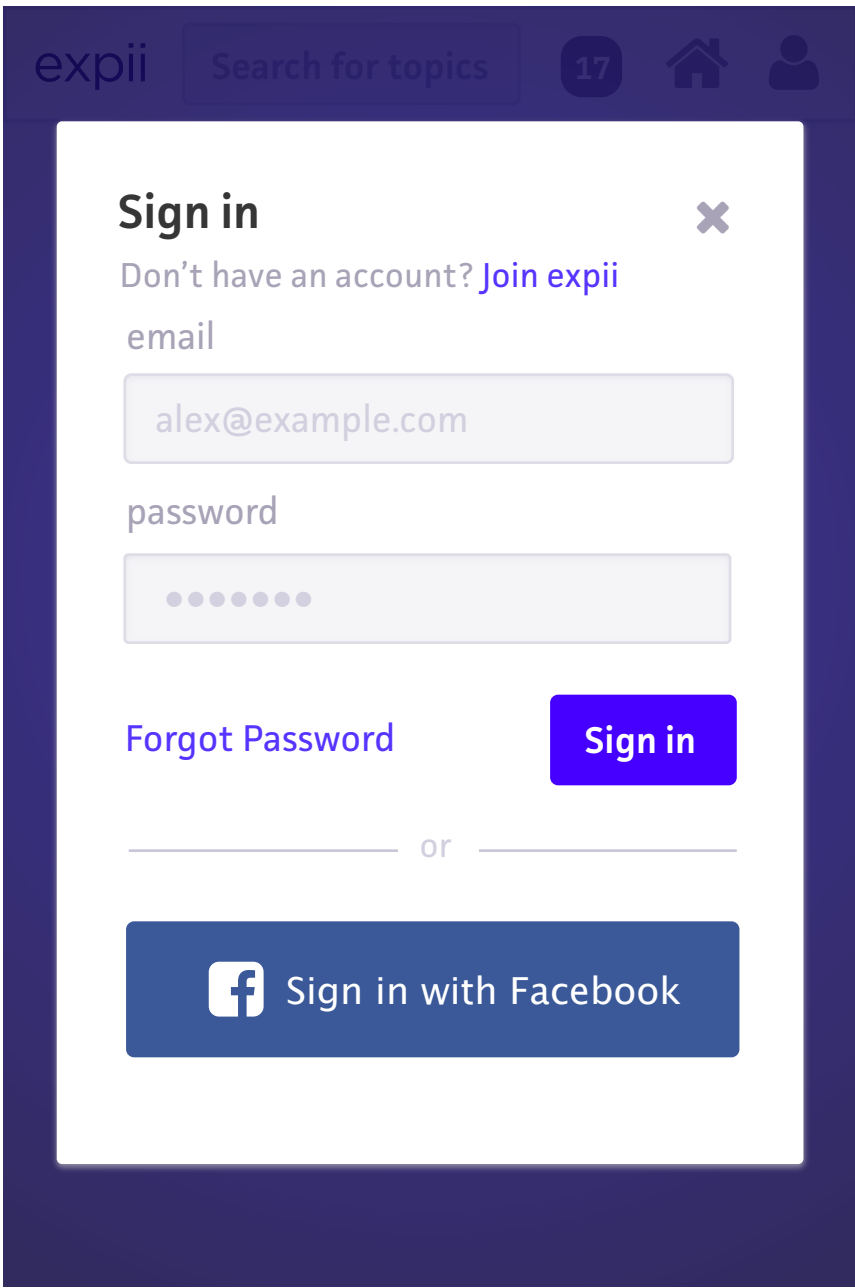 expii Search for topics 17
Sign in
Don’t have an account? Join expii
email
alex@example.com
password
•••••••
Forgot Password Sign in
or
Sign in with Facebook